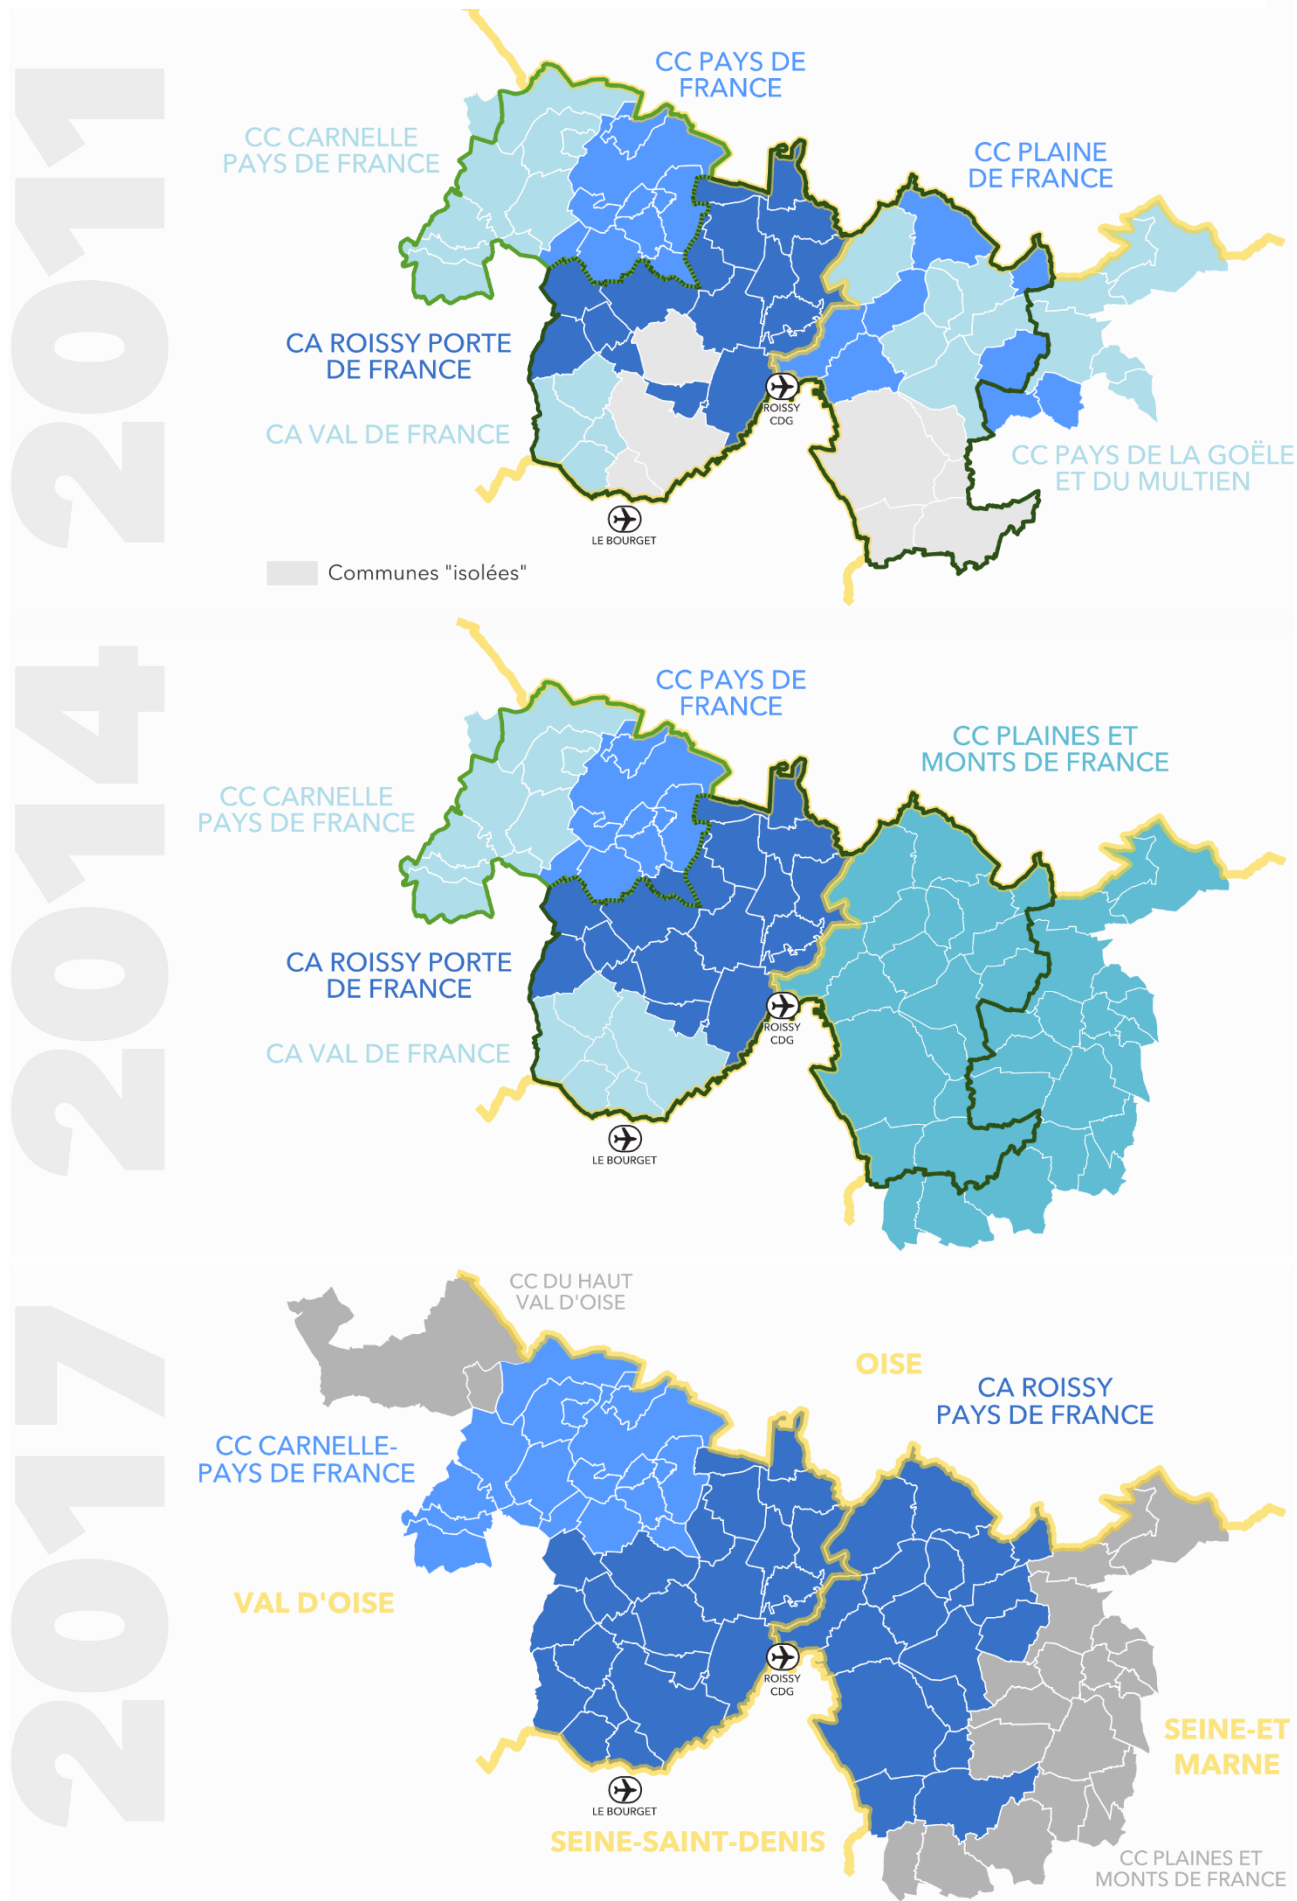 2011
CC PAYS DE
FRANCE
CC CARNELLE
PAYS DE FRANCE
CC PLAINE
DE FRANCE
CA ROISSY PORTE
DE FRANCE
ROISSY
CDG
CA VAL DE FRANCE
CC PAYS DE LA GOËLE
ET DU MULTIEN
LE BOURGET
Communes "isolées"
2014
CC PAYS DE
FRANCE
CC PLAINES ET
MONTS DE FRANCE
CC CARNELLE
PAYS DE FRANCE
CA ROISSY PORTE
DE FRANCE
ROISSY
CDG
CA VAL DE FRANCE
LE BOURGET
2017
CC DU HAUT
VAL D'OISE
OISE
CA ROISSY
PAYS DE FRANCE
CC CARNELLE-
PAYS DE FRANCE
VAL D'OISE
ROISSY
CDG
SEINE-ET
MARNE
LE BOURGET
SEINE-SAINT-DENIS
CC PLAINES ET
MONTS DE FRANCE